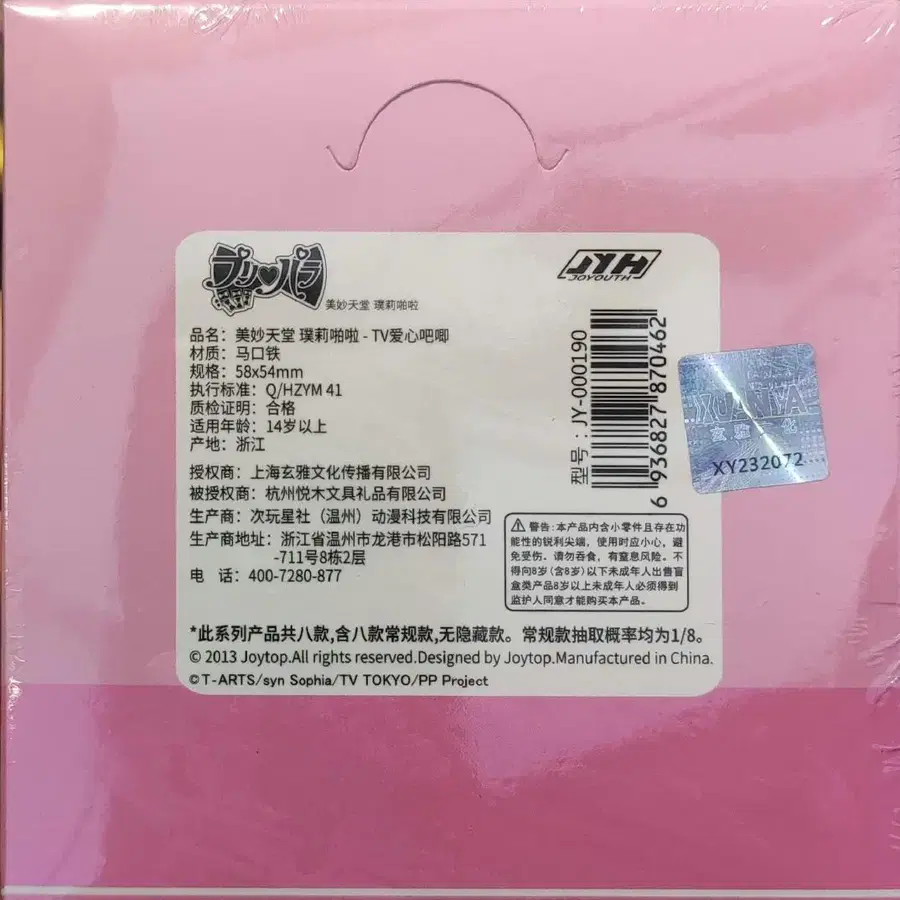 プリパラ
美妙天堂 璞莉啪啦
JYH
JOYOUTH
品名：美妙天堂 璞莉啪啦 - TV爱心吧唧
材质：马口铁
规格：58x54mm
执行标准：Q/HZYM 41
质检证明：合格
适用年龄：14岁以上
产地：浙江
授权商：上海玄雅文化传播有限公司
被授权商：杭州悦木文具礼品有限公司
生产商：次玩星社（温州）动漫科技有限公司
生产商地址：浙江省温州市龙港市松阳路571
-711号8栋2层
电 话：400-7280-877
型号：JY-000190
6 936827 870462
XUANYA
XY232072
警告：本产品内含小零件且存在功
能性的锐利尖端，使用时应小心，避
免受伤。请勿吞食，有窒息风险。不
得向8岁（含8岁）以下未成年人出售盲
盒类产品8岁以上未成年人必须得到
监护人同意才能购买本产品。
*此系列产品共八款,含八款常规款,无隐藏款。常规款抽取概率均为1/8。
© 2013 Joytop.All rights reserved.Designed by Joytop.Manufactured in China.
©T-ARTS/syn Sophia/TV TOKYO/PP Project